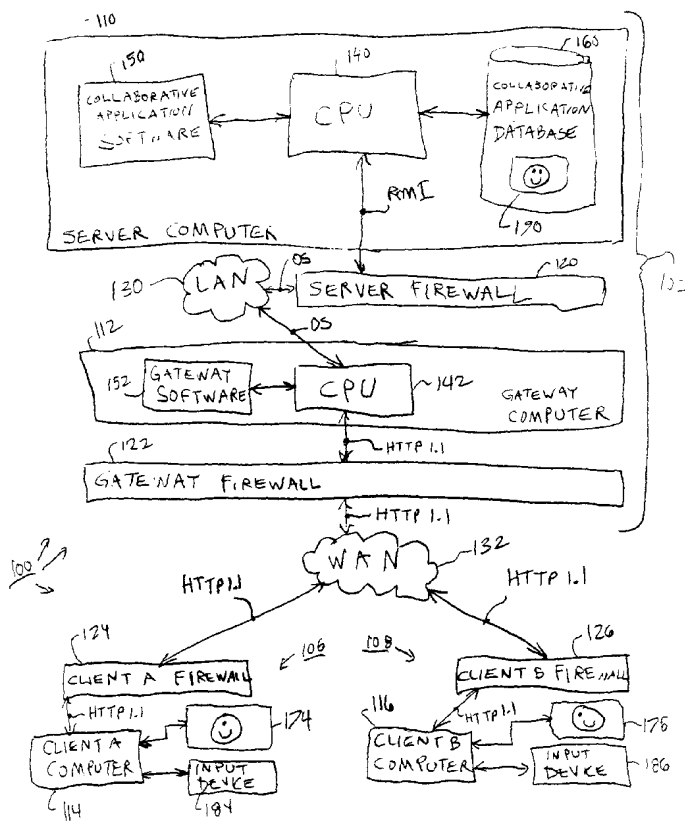 110
150
140
160
COLLABORATIVE
APPLICATION
SOFTWARE
CPU
COLLABORATIVE
APPLICATION
DATABASE
190
RMI
SERVER COMPUTER
130
LAN
OS
120
SERVER FIREWALL
OS
112
152
GATEWAY
SOFTWARE
CPU
142
GATEWAY
COMPUTER
HTTP 1.1
122
GATEWAY FIREWALL
HTTP 1.1
WAN
132
100
HTTP 1.1
HTTP 1.1
124
106
108
126
CLIENT A FIREWALL
CLIENT B FIREWALL
HTTP 1.1
174
116
HTTP 1.1
CLIENT A
COMPUTER
CLIENT B
COMPUTER
INPUT
DEVICE
INPUT
DEVICE
186
114
184